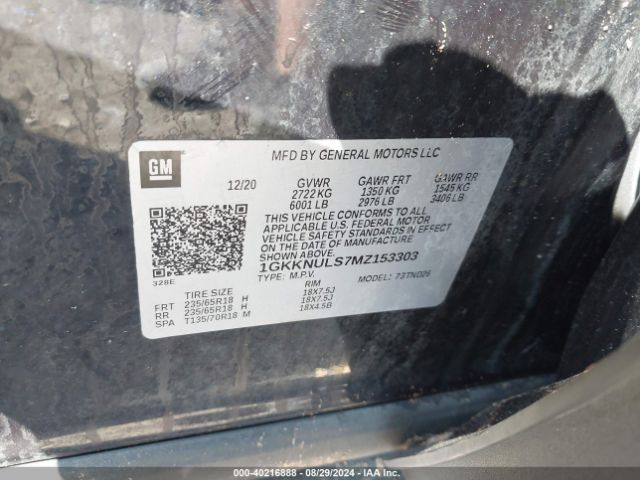 GM
MFD BY GENERAL MOTORS LLC
12/20 GVWR GAWR FRT GAWR RR
2722 KG 1350 KG 1545 KG
6001 LB 2976 LB 3406 LB
THIS VEHICLE CONFORMS TO ALL
APPLICABLE U.S. FEDERAL MOTOR
VEHICLE SAFETY STANDARDS IN EFFECT
ON THE DATE OF MANUFACTURE
SHOWN ABOVE.
1GKKNULS7MZ153303
328E
TYPE: M.P.V. MODEL: 73TND26
TIRE SIZE RIM
FRT 235/65R18 H 18X7.5J
RR 235/65R18 H 18X7.5J
SPA T135/70R18 M 18X4.5B
000-40216888 - 08/29/2024 - IAAI.com